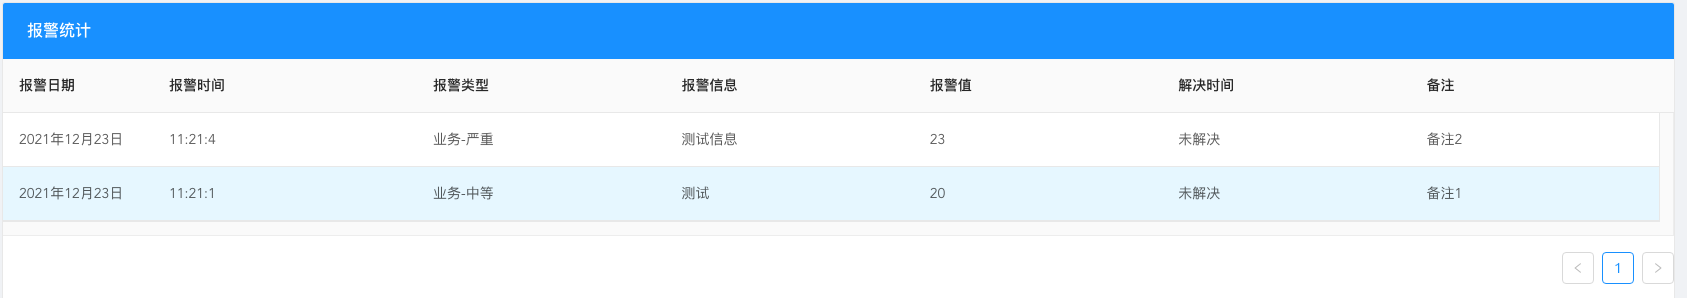 报警统计
报警日期 报警时间 报警类型 报警信息 报警值 解决时间 备注
2021年12月23日 11:21:4 业务-严重 测试信息 23 未解决 备注2
2021年12月23日 11:21:1 业务-中等 测试 20 未解决 备注1
1